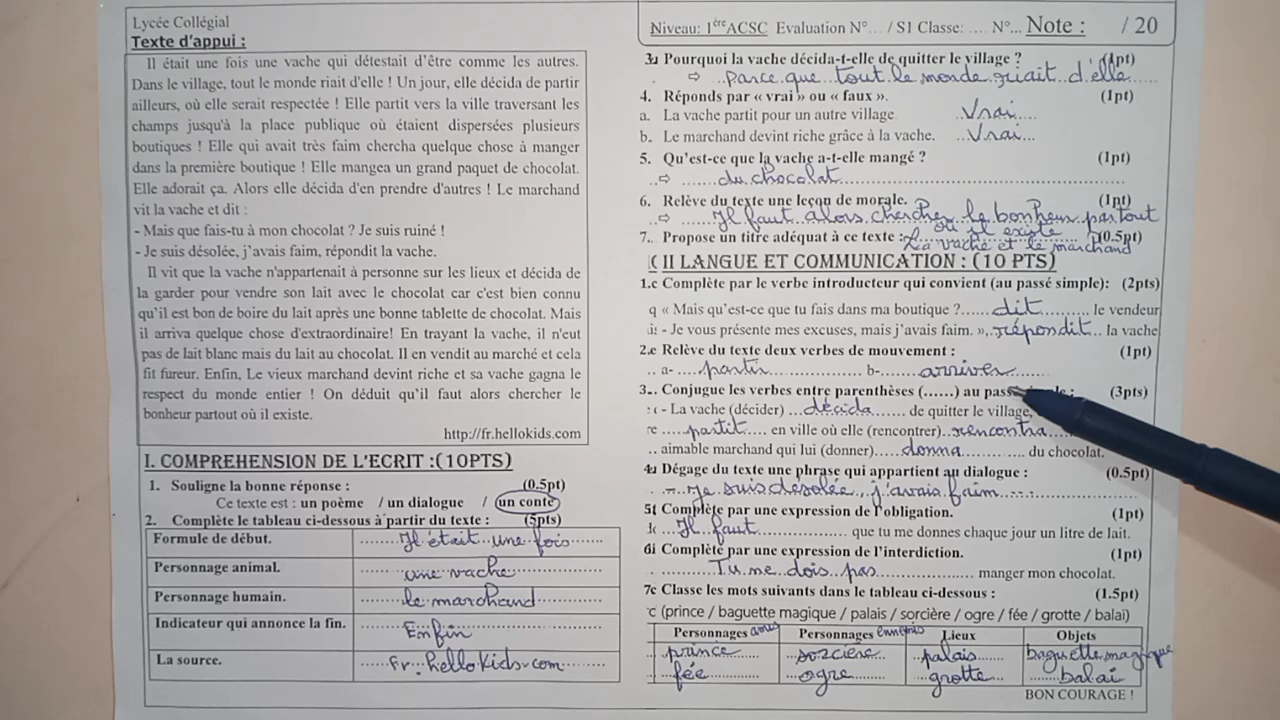 Lycée Collégial
Texte d'appui :
Il était une fois une vache qui détestait d'être comme les autres.
Dans le village, tout le monde riait d'elle ! Un jour, elle décida de partir
ailleurs, où elle serait respectée ! Elle partit vers la ville traversant les
champs jusqu'à la place publique où étaient dispersées plusieurs
boutiques ! Elle qui avait très faim chercha quelque chose à manger
dans la première boutique ! Elle mangea un grand paquet de chocolat.
Elle adorait ça. Alors elle décida d'en prendre d'autres ! Le marchand
vit la vache et dit :
- Mais que fais-tu à mon chocolat ? Je suis ruiné !
- Je suis désolée, j'avais faim, répondit la vache.
Il vit que la vache n'appartenait à personne sur les lieux et décida de
la garder pour vendre son lait avec le chocolat car c'est bien connu
qu'il est bon de boire du lait après une bonne tablette de chocolat. Mais
il arriva quelque chose d'extraordinaire! En trayant la vache, il n'eut
pas de lait blanc mais du lait au chocolat. Il en vendit au marché et cela
fit fureur. Enfin, Le vieux marchand devint riche et sa vache gagna le
respect du monde entier ! On déduit qu'il faut alors chercher le
bonheur partout où il existe.
http://fr.hellokids.com
I. COMPREHENSION DE L'ECRIT :(10PTS)
1. Souligne la bonne réponse : (0.5pt)
Ce texte est : un poème / un dialogue / un conte
2. Complète le tableau ci-dessous à partir du texte : (5pts)
Formule de début. Il était une fois
Personnage animal. une vache
Personnage humain. le marchand
Indicateur qui annonce la fin. Enfin
La source. fr.hellokids.com
Niveau: 1ère ACSC Evaluation N°... / S1 Classe: .... N°... Note : / 20
3. Pourquoi la vache décida-t-elle de quitter le village ? (1pt)
⇨ Parce que tout le monde riait d'elle
4. Réponds par « vrai » ou « faux ». (1pt)
a. La vache partit pour un autre village. Vrai
b. Le marchand devint riche grâce à la vache. Vrai
5. Qu'est-ce que la vache a-t-elle mangé ? (1pt)
⇨ du chocolat
6. Relève du texte une leçon de morale. (1pt)
⇨ Il faut alors chercher le bonheur partout
où il existe
7. Propose un titre adéquat à ce texte : (0.5pt)
La vache et le marchand
II LANGUE ET COMMUNICATION : (10 PTS)
1. Complète par le verbe introducteur qui convient (au passé simple): (2pts)
« Mais qu'est-ce que tu fais dans ma boutique ? dit le vendeur
- Je vous présente mes excuses, mais j'avais faim. », répondit la vache
2. Relève du texte deux verbes de mouvement : (1pt)
a- partir b- arriver
3. Conjugue les verbes entre parenthèses (......) au (3pts)
- La vache (décider) décida de quitter le village,
partit en ville où elle (rencontrer) rencontra
aimable marchand qui lui (donner) donna du chocolat.
4. Dégage du texte une phrase qui appartient au dialogue : (0.5pt)
- Je suis désolée, j'avais faim
5. Complète par une expression de l'obligation. (1pt)
Il faut que tu me donnes chaque jour un litre de lait.
6. Complète par une expression de l'interdiction. (1pt)
Tu ne dois pas manger mon chocolat.
7. Classe les mots suivants dans le tableau ci-dessous : (1.5pt)
(prince / baguette magique / palais / sorcière / ogre / fée / grotte / balai)
Personnages amis Personnages ennemis Lieux Objets
prince sorcière palais baguette magique
fée ogre grotte balai
BON COURAGE !